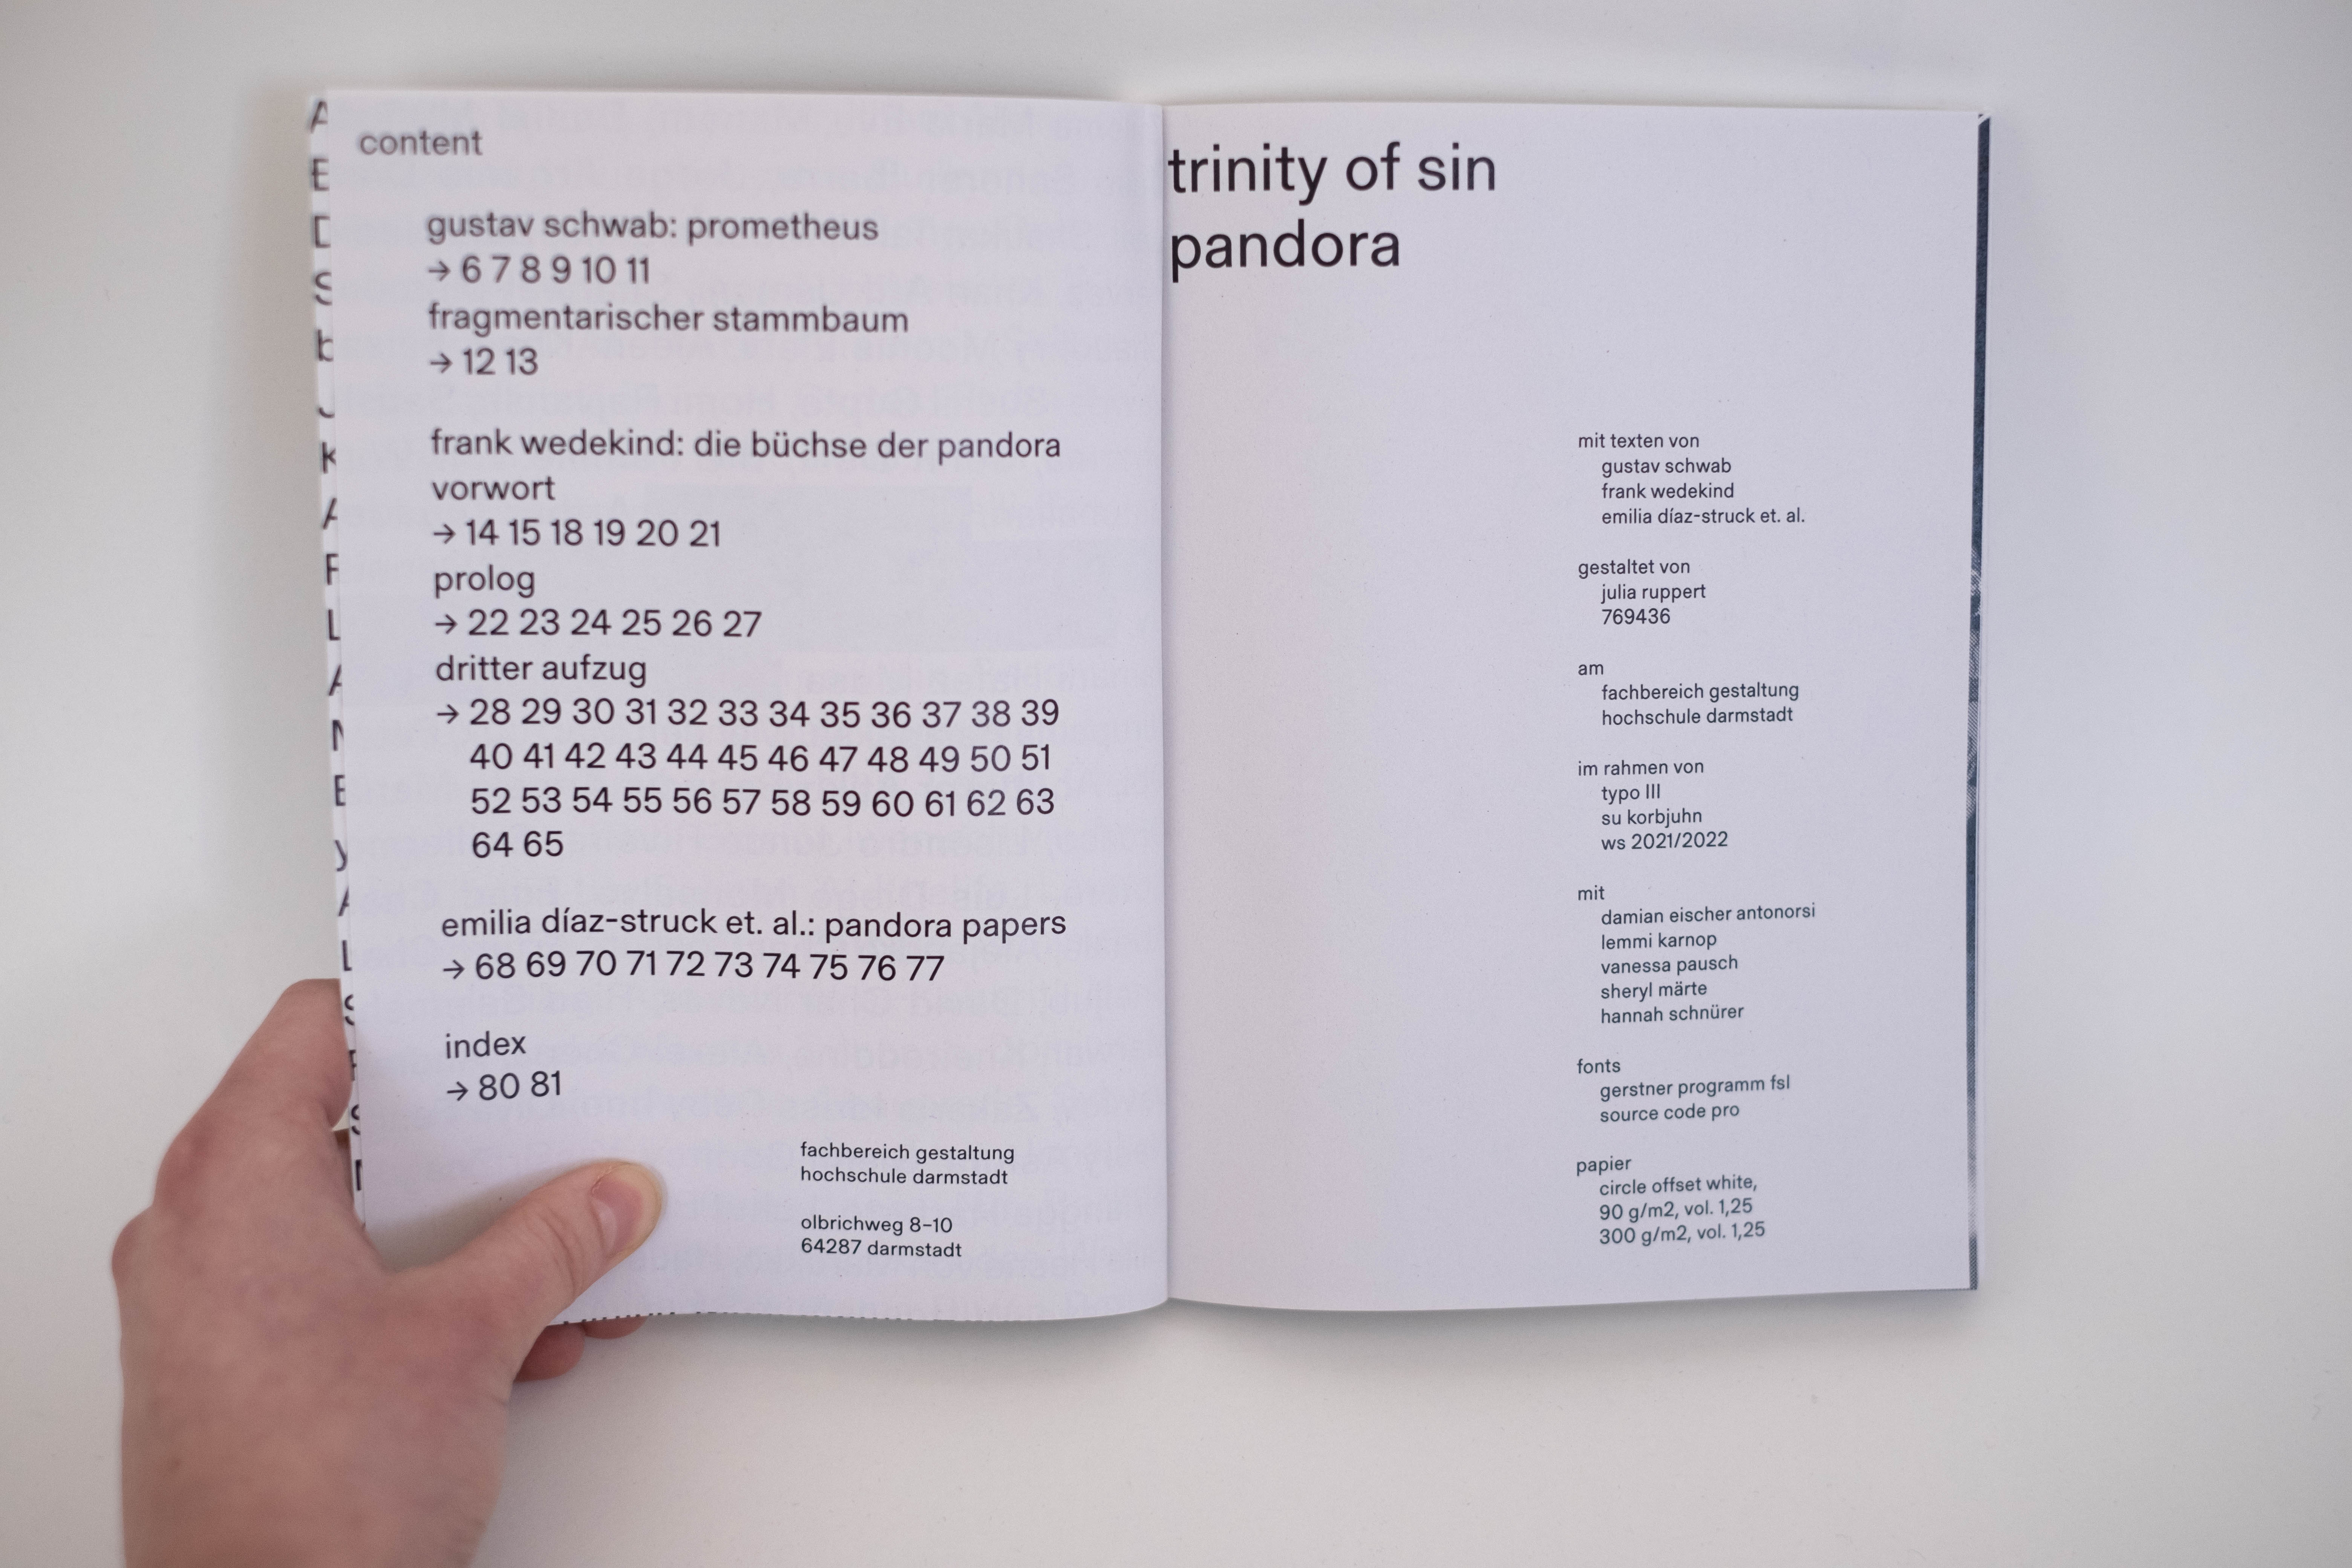 content
gustav schwab: prometheus
→ 6 7 8 9 10 11
fragmentarischer stammbaum
→ 12 13
frank wedekind: die büchse der pandora
vorwort
→ 14 15 18 19 20 21
prolog
→ 22 23 24 25 26 27
dritter aufzug
→ 28 29 30 31 32 33 34 35 36 37 38 39
40 41 42 43 44 45 46 47 48 49 50 51
52 53 54 55 56 57 58 59 60 61 62 63
64 65
emilia díaz-struck et. al.: pandora papers
→ 68 69 70 71 72 73 74 75 76 77
index
→ 80 81
fachbereich gestaltung
hochschule darmstadt
olbrichweg 8–10
64287 darmstadt
trinity of sin
pandora
mit texten von
gustav schwab
frank wedekind
emilia díaz-struck et. al.
gestaltet von
julia ruppert
769436
am
fachbereich gestaltung
hochschule darmstadt
im rahmen von
typo III
su korbjuhn
ws 2021/2022
mit
damian eischer antonorsi
lemmi karnop
vanessa pausch
sheryl märte
hannah schnürer
fonts
gerstner programm fsl
source code pro
papier
circle offset white,
90 g/m2, vol. 1,25
300 g/m2, vol. 1,25